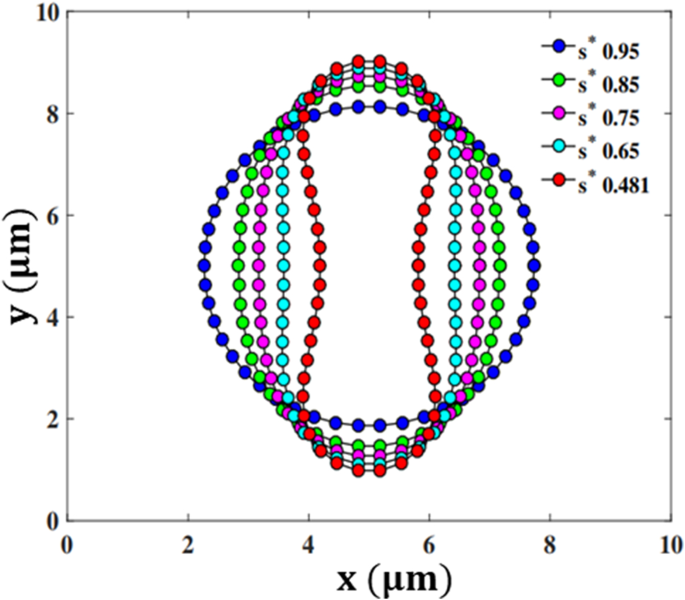 10
8
6
4
2
0
0 2 4 6 8 10
y (μm)
x (μm)
s* 0.95
s* 0.85
s* 0.75
s* 0.65
s* 0.481